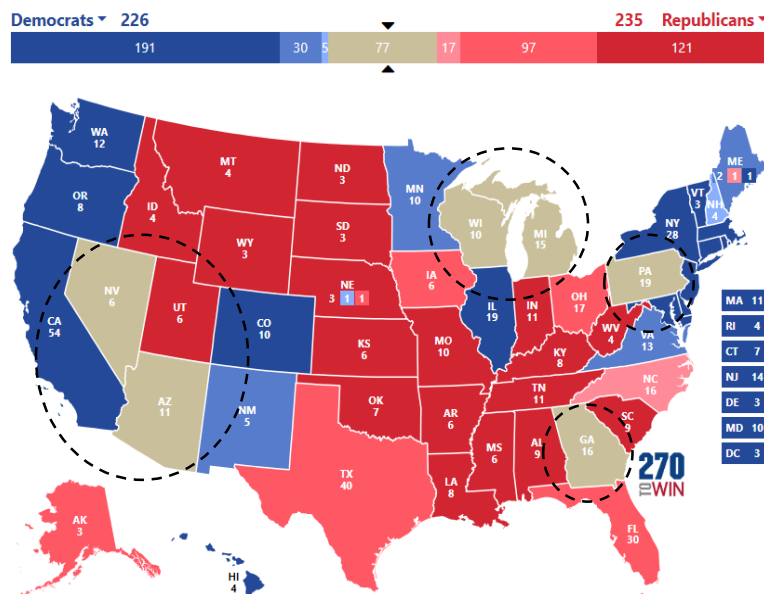 Democrats 226
235 Republicans
191 30 5 77 17 97 121
WA
12
OR
8
CA
54
NV
6
ID
4
MT
4
WY
3
UT
6
AZ
11
CO
10
NM
5
ND
3
SD
3
NE
3 1 1
KS
6
OK
7
TX
40
MN
10
IA
6
MO
10
AR
6
LA
8
WI
10
IL
19
MI
15
IN
11
OH
17
KY
8
TN
11
MS
6
AL
9
GA
16
FL
30
SC
9
NC
16
VA
13
WV
4
PA
19
NY
28
VT
3
NH
4
ME
2 1 1
MA 11
RI 4
CT 7
NJ 14
DE 3
MD 10
DC 3
AK
3
HI
4
270
TO WIN